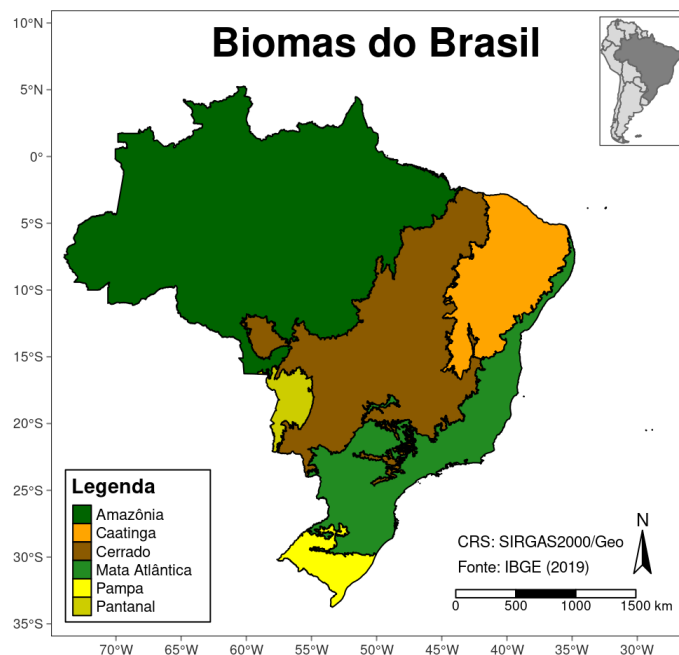 Biomas do Brasil
10°N
5°N
0°
5°S
10°S
15°S
20°S
25°S
30°S
35°S
Legenda
Amazônia
Caatinga
Cerrado
Mata Atlântica
Pampa
Pantanal
N
CRS: SIRGAS2000/Geo
Fonte: IBGE (2019)
0 500 1000 1500 km
70°W 65°W 60°W 55°W 50°W 45°W 40°W 35°W 30°W